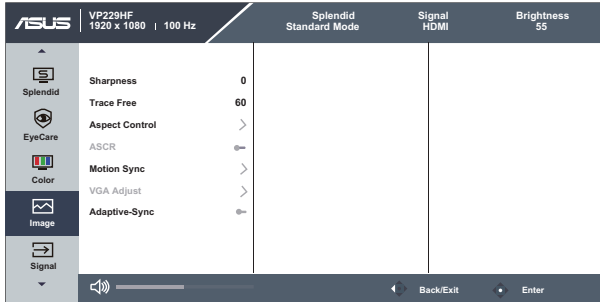 ASUS
VP229HF
1920 x 1080 | 100 Hz
Splendid
Standard Mode
Signal
HDMI
Brightness
55
Splendid
EyeCare
Color
Image
Signal
Sharpness 0
Trace Free 60
Aspect Control
ASCR
Motion Sync
VGA Adjust
Adaptive-Sync
Back/Exit
Enter